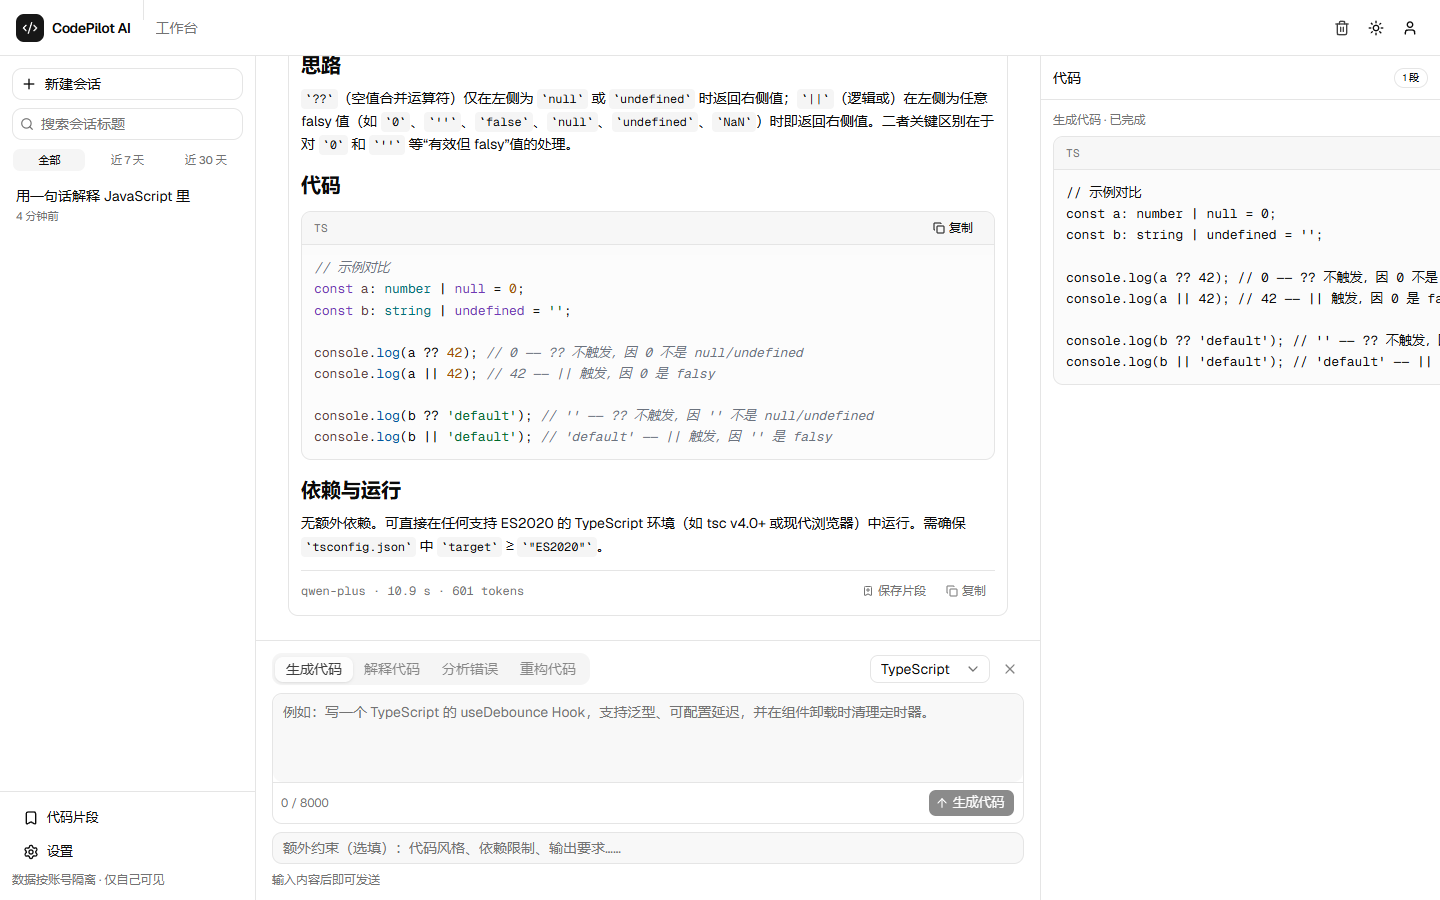 CodePilot AI
工作台
新建会话
搜索会话标题
全部
近 7 天
近 30 天
用一句话解释 JavaScript 里
4 分钟前
代码片段
设置
数据按账号隔离 · 仅自己可见
思路
`??`（空值合并运算符）仅在左侧为 `null` 或 `undefined` 时返回右侧值；`||`（逻辑或）在左侧为任意
falsy 值（如 `0`、`''`、`false`、`null`、`undefined`、`NaN`）时即返回右侧值。二者关键区别在于
对 `0` 和 `''` 等“有效但 falsy”值的处理。
代码
TS
复制
// 示例对比
const a: number | null = 0;
const b: string | undefined = '';
console.log(a ?? 42); // 0 —— ?? 不触发，因 0 不是 null/undefined
console.log(a || 42); // 42 —— || 触发，因 0 是 falsy
console.log(b ?? 'default'); // '' —— ?? 不触发，因 '' 不是 null/undefined
console.log(b || 'default'); // 'default' —— || 触发，因 '' 是 falsy
依赖与运行
无额外依赖。可直接在任何支持 ES2020 的 TypeScript 环境（如 tsc v4.0+ 或现代浏览器）中运行。需确保
`tsconfig.json` 中 `target` ≥ `"ES2020"`。
qwen-plus · 10.9 s · 601 tokens
保存片段
复制
生成代码
解释代码
分析错误
重构代码
TypeScript
例如：写一个 TypeScript 的 useDebounce Hook，支持泛型、可配置延迟，并在组件卸载时清理定时器。
0 / 8000
生成代码
额外约束（选填）：代码风格、依赖限制、输出要求……
输入内容后即可发送
代码
1 段
生成代码 · 已完成
TS
// 示例对比
const a: number | null = 0;
const b: string | undefined = '';
console.log(a ?? 42); // 0 —— ?? 不触发，因 0 不是
console.log(a || 42); // 42 —— || 触发，因 0 是 fa
console.log(b ?? 'default'); // '' —— ?? 不触发，
console.log(b || 'default'); // 'default' —— ||